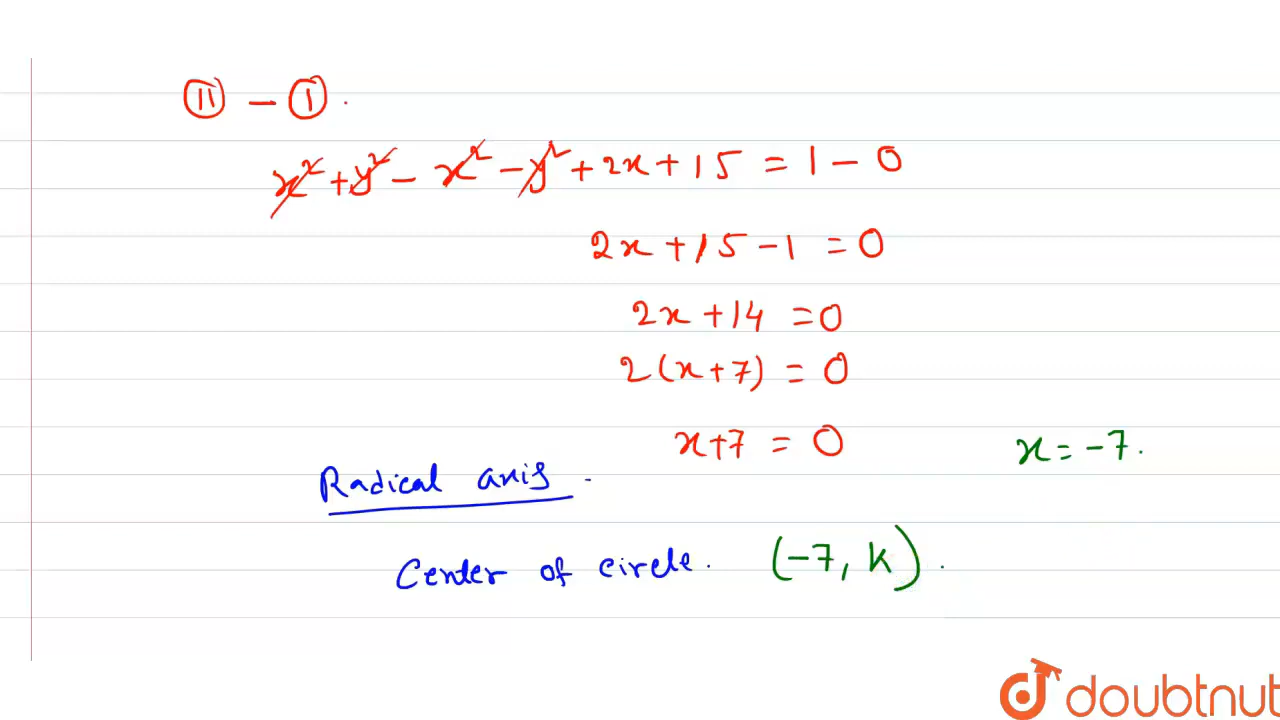 Ⅱ - Ⅰ.
x² + y² - x² - y² + 2x + 15 = 1 - 0
2x + 15 - 1 = 0
2x + 14 = 0
2(x + 7) = 0
x + 7 = 0 x = -7.
Radical axis.
Center of circle. (-7, k).
doubtnut